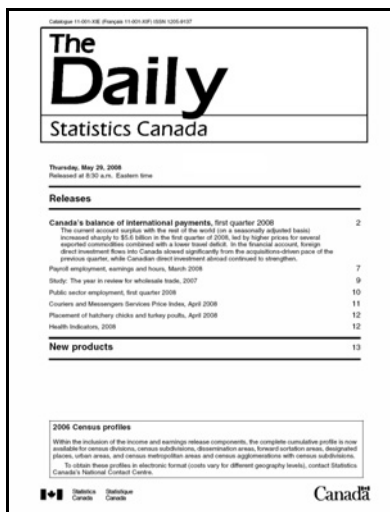 Catalogue 11-001-XIE (Français 11-001-XIF) ISSN 1205-9137
The
Daily
Statistics Canada
Thursday, May 29, 2008
Released at 8:30 a.m. Eastern time
Releases
Canada's balance of international payments, first quarter 2008 2
The current account surplus with the rest of the world (on a seasonally adjusted basis)
increased sharply to $5.6 billion in the first quarter of 2008, led by higher prices for several
exported commodities combined with a lower travel deficit. In the financial account, foreign
direct investment flows into Canada slowed significantly from the acquisitions-driven pace of the
previous quarter, while Canadian direct investment abroad continued to strengthen.
Payroll employment, earnings and hours, March 2008 7
Study: The year in review for wholesale trade, 2007 9
Public sector employment, first quarter 2008 10
Couriers and Messengers Services Price Index, April 2008 11
Placement of hatchery chicks and turkey poults, April 2008 12
Health Indicators, 2008 12
New products 13
2006 Census profiles
Within the inclusion of the income and earnings release components, the complete cumulative profile is now
available for census divisions, census subdivisions, dissemination areas, forward sortation areas, designated
places, urban areas, and census metropolitan areas and census agglomerations with census subdivisions.
To obtain these profiles in electronic format (costs vary for different geography levels), contact Statistics
Canada's National Contact Centre.
Statistics Statistique
Canada Canada
Canada